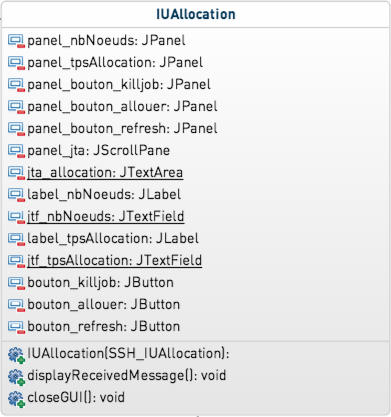 IUAllocation
panel_nbNoeuds: JPanel
panel_tpsAllocation: JPanel
panel_bouton_killjob: JPanel
panel_bouton_allouer: JPanel
panel_bouton_refresh: JPanel
panel_jta: JScrollPane
jta_allocation: JTextArea
label_nbNoeuds: JLabel
jtf_nbNoeuds: JTextField
label_tpsAllocation: JLabel
jtf_tpsAllocation: JTextField
bouton_killjob: JButton
bouton_allouer: JButton
bouton_refresh: JButton
IUAllocation(SSH_IUAllocation):
displayReceivedMessage(): void
closeGUI(): void